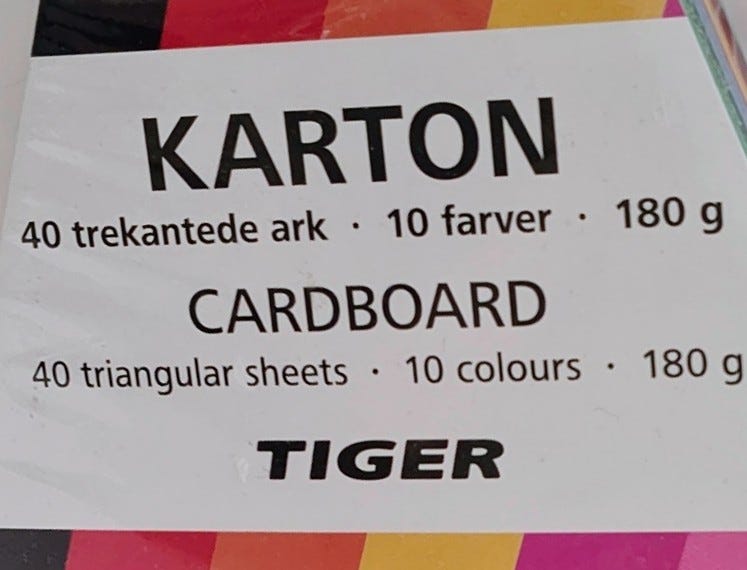 KARTON
40 trekantede ark · 10 farver · 180 g
CARDBOARD
40 triangular sheets · 10 colours · 180 g
TIGER